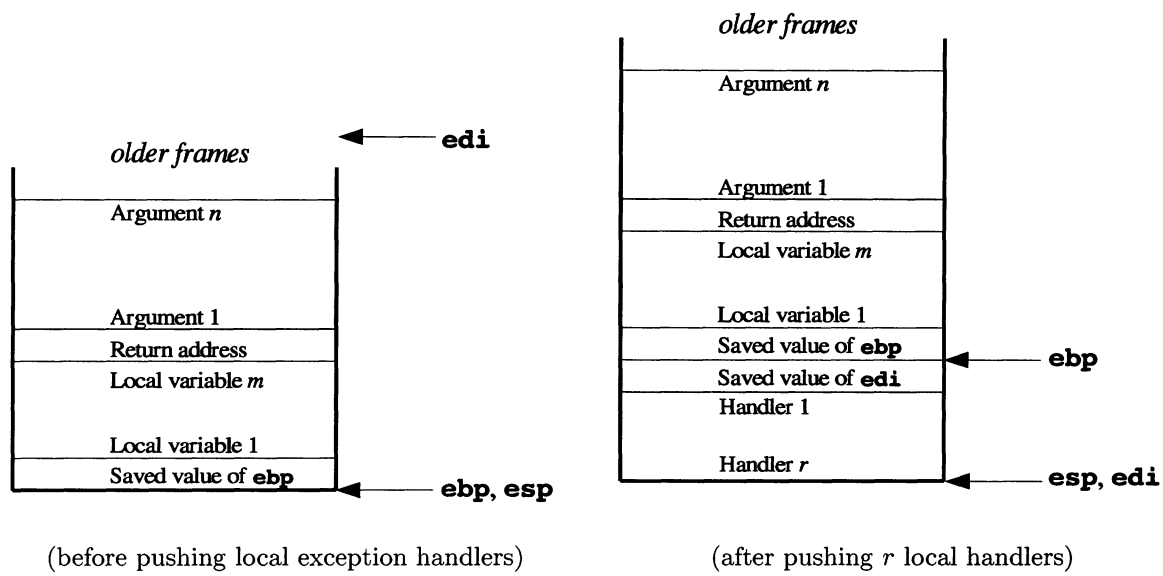 older frames
edi
Argument n
Argument 1
Return address
Local variable m
Local variable 1
Saved value of ebp
ebp, esp
(before pushing local exception handlers)
older frames
Argument n
Argument 1
Return address
Local variable m
Local variable 1
Saved value of ebp
ebp
Saved value of edi
Handler 1
Handler r
esp, edi
(after pushing r local handlers)